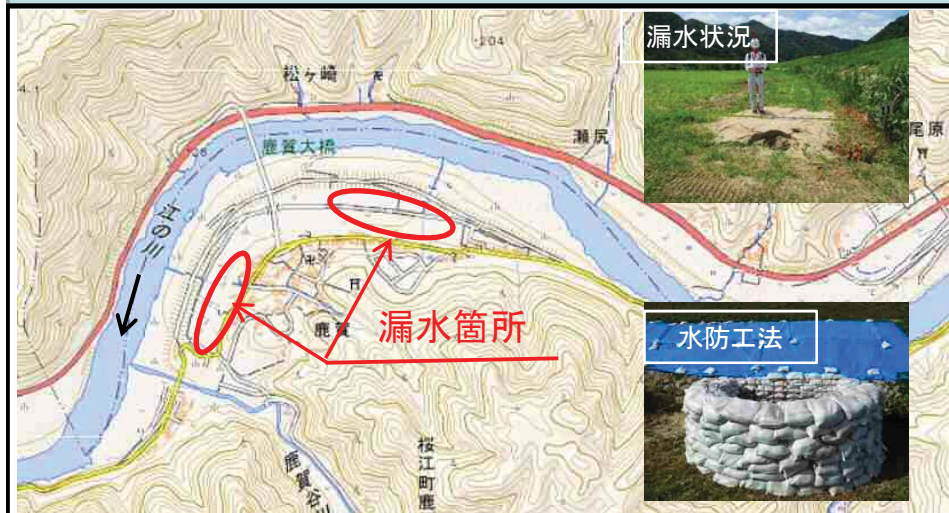 漏水状況
・204
松ヶ崎
瀬尻
尾原
鹿賀大橋
江の川
鹿賀
漏水箇所
水防工法
桜江町鹿
鹿賀谷川